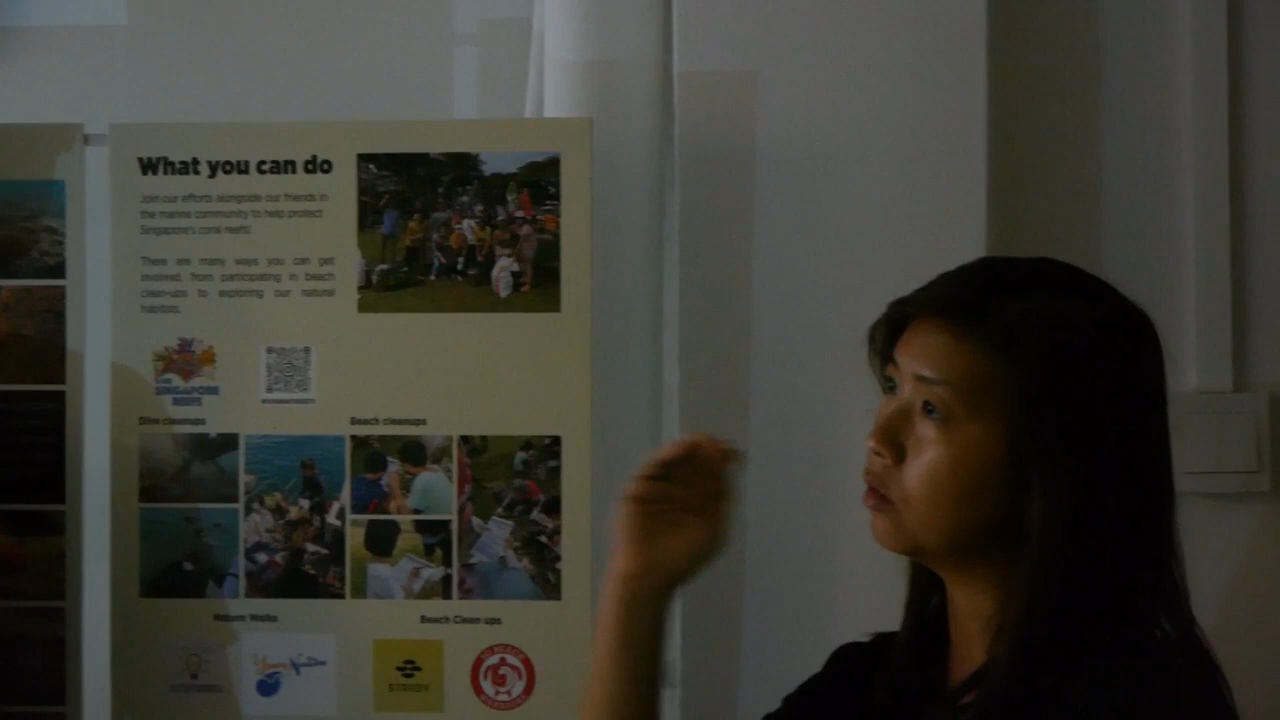 What you can do
Join our efforts alongside our friends in
the marine community to help protect
Singapore's coral reefs!
There are many ways you can get
involved, from participating in beach
clean-ups to exploring our natural
habitats.
SINGAPORE
REEFS
Dive cleanups
Beach cleanups
Nature Walks
Beach Clean ups
STRIDY